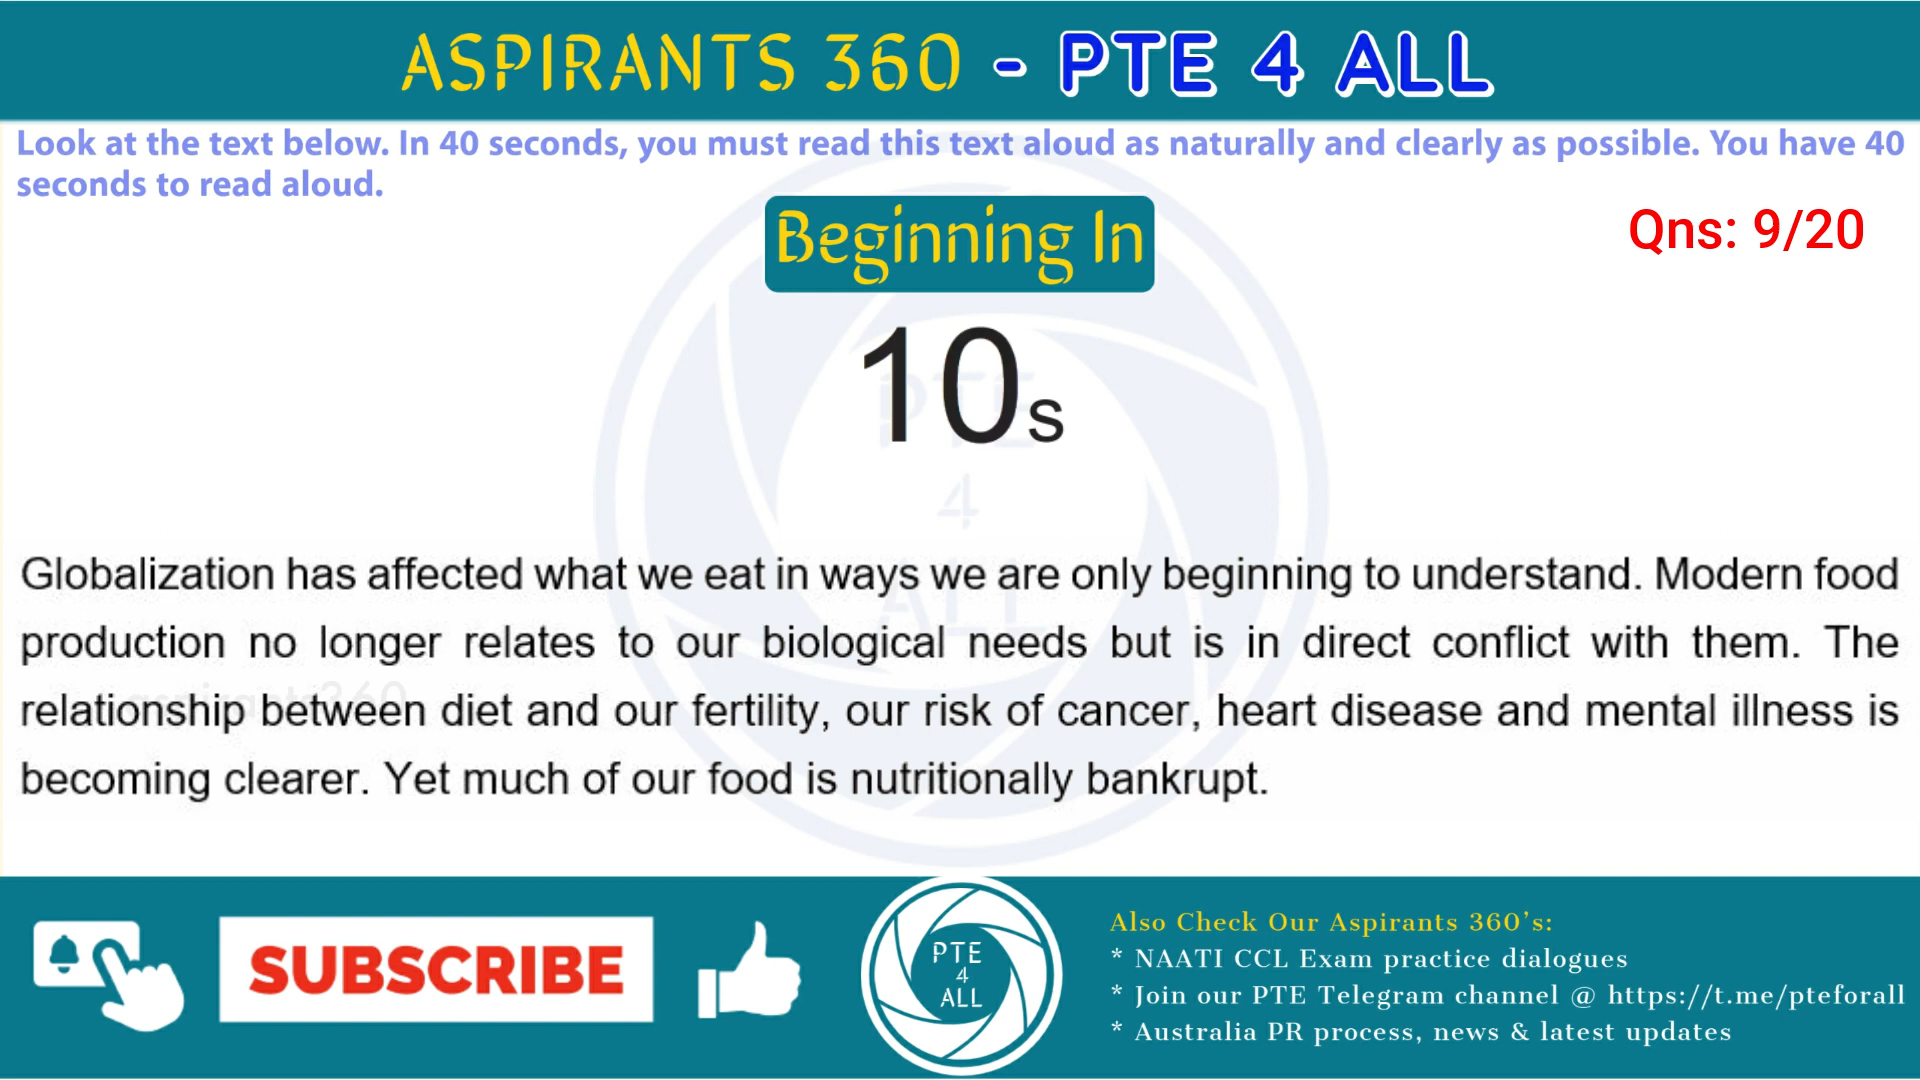 ASPIRANTS 360 - PTE 4 ALL
Look at the text below. In 40 seconds, you must read this text aloud as naturally and clearly as possible. You have 40
seconds to read aloud.
Beginning In
Qns: 9/20
10s
PTE
4
ALL
Globalization has affected what we eat in ways we are only beginning to understand. Modern food
production no longer relates to our biological needs but is in direct conflict with them. The
aspirants360
relationship between diet and our fertility, our risk of cancer, heart disease and mental illness is
becoming clearer. Yet much of our food is nutritionally bankrupt.
SUBSCRIBE
PTE
4
ALL
Also Check Our Aspirants 360's:
* NAATI CCL Exam practice dialogues
* Join our PTE Telegram channel @ https://t.me/pteforall
* Australia PR process, news & latest updates